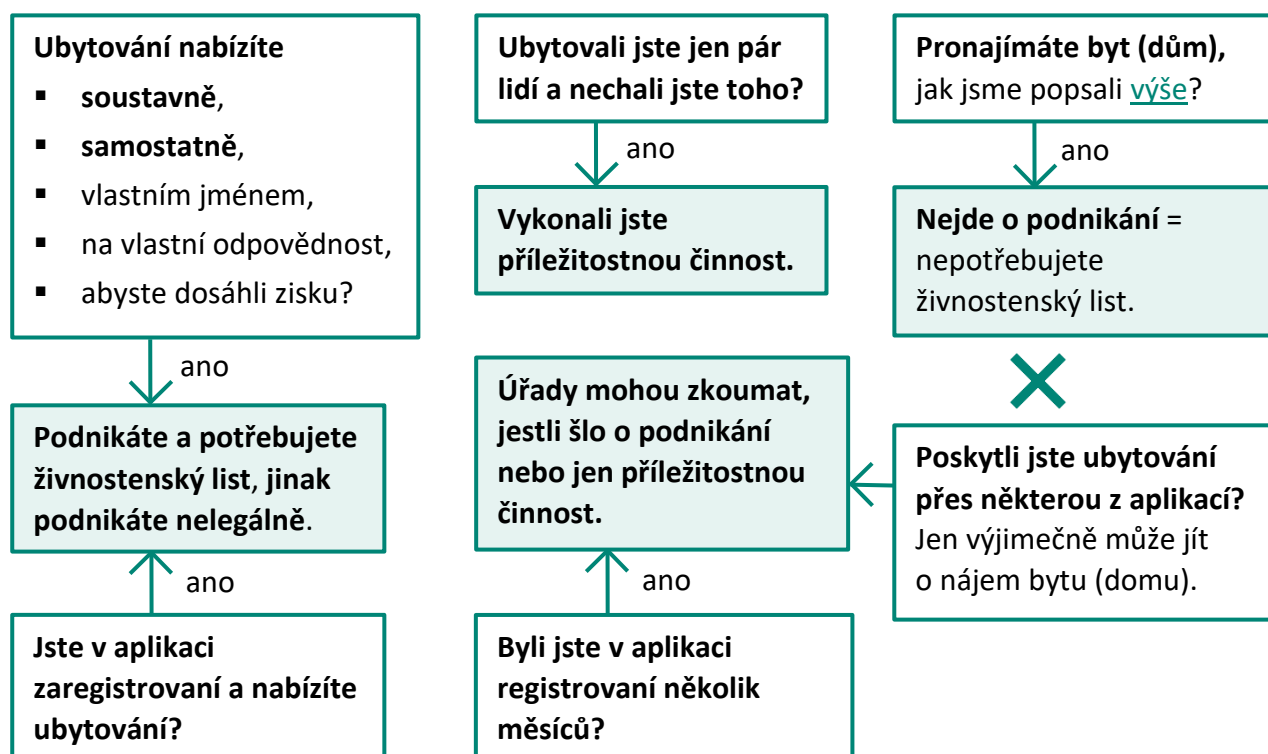 Ubytování nabízíte
▪ soustavně,
▪ samostatně,
▪ vlastním jménem,
▪ na vlastní odpovědnost,
▪ abyste dosáhli zisku?
ano
Podnikáte a potřebujete
živnostenský list, jinak
podnikáte nelegálně.
ano
Jste v aplikaci
zaregistrovaní a nabízíte
ubytování?
Ubytovali jste jen pár
lidí a nechali jste toho?
ano
Vykonali jste
příležitostnou činnost.
Úřady mohou zkoumat,
jestli šlo o podnikání
nebo jen příležitostnou
činnost.
ano
Byli jste v aplikaci
registrovaní několik
měsíců?
Pronajímáte byt (dům),
jak jsme popsali výše?
ano
Nejde o podnikání =
nepotřebujete
živnostenský list.
Poskytli jste ubytování
přes některou z aplikací?
Jen výjimečně může jít
o nájem bytu (domu).